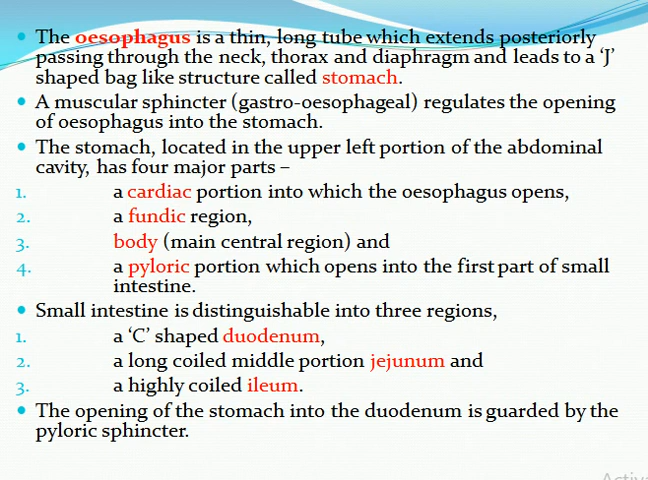 • The oesophagus is a thin, long tube which extends posteriorly
passing through the neck, thorax and diaphragm and leads to a 'J'
shaped bag like structure called stomach.
• A muscular sphincter (gastro-oesophageal) regulates the opening
of oesophagus into the stomach.
• The stomach, located in the upper left portion of the abdominal
cavity, has four major parts –
1. a cardiac portion into which the oesophagus opens,
2. a fundic region,
3. body (main central region) and
4. a pyloric portion which opens into the first part of small
intestine.
• Small intestine is distinguishable into three regions,
1. a 'C' shaped duodenum,
2. a long coiled middle portion jejunum and
3. a highly coiled ileum.
• The opening of the stomach into the duodenum is guarded by the
pyloric sphincter.